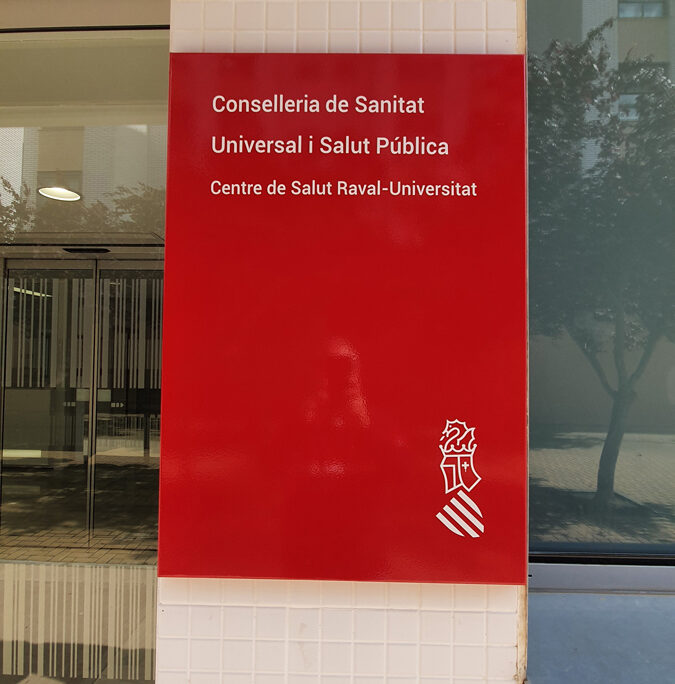 Conselleria de Sanitat
Universal i Salut Pública
Centre de Salut Raval-Universitat